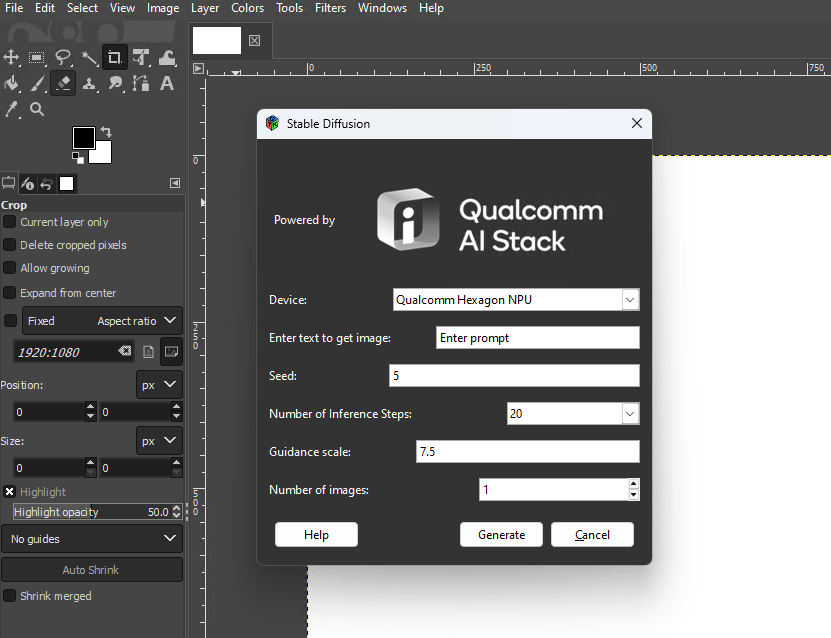 File Edit Select View Image Layer Colors Tools Filters Windows Help
0 250 500 750
Stable Diffusion
0
Powered by
Qualcomm
AI Stack
Crop
Current layer only
Delete cropped pixels
Allow growing
Expand from center
Fixed Aspect ratio
1920:1080
Position:
px
0 0
Size:
px
0 0
Highlight
Highlight opacity 50.0
No guides
Auto Shrink
Shrink merged
250
500
Device: Qualcomm Hexagon NPU
Enter text to get image: Enter prompt
Seed: 5
Number of Inference Steps: 20
Guidance scale: 7.5
Number of images: 1
Help Generate Cancel